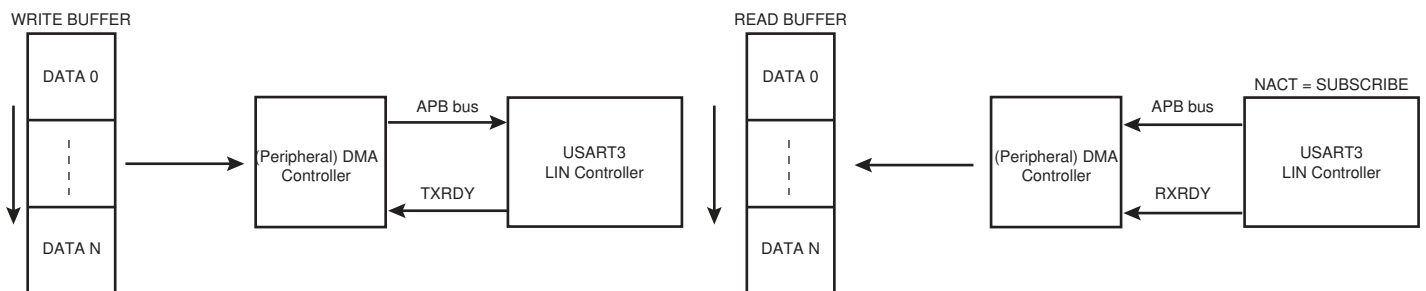 WRITE BUFFER
DATA 0
DATA N
(Peripheral) DMA
Controller
APB bus
TXRDY
USART3
LIN Controller
READ BUFFER
DATA 0
DATA N
(Peripheral) DMA
Controller
APB bus
RXRDY
NACT = SUBSCRIBE
USART3
LIN Controller